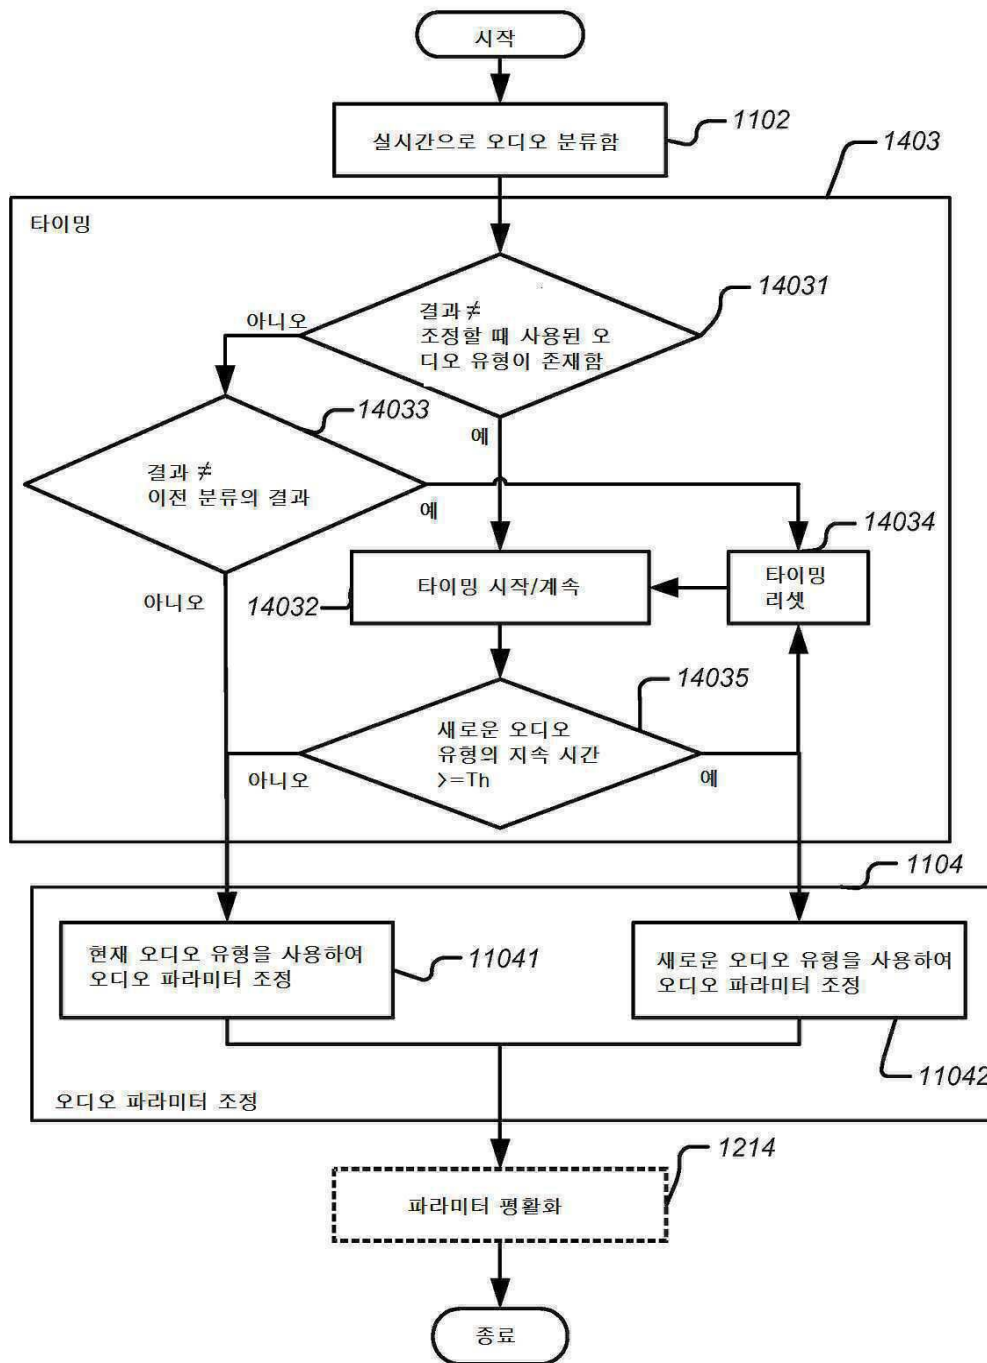 시작
실시간으로 오디오 분류함
1102
1403
타이밍
결과 ≠
조정할 때 사용된 오
디오 유형이 존재함
14031
아니오
예
결과 ≠
이전 분류의 결과
14033
예
아니오
타이밍 시작/계속
14032
타이밍
리셋
14034
새로운 오디오
유형의 지속 시간
>=Th
14035
아니오
예
1104
현재 오디오 유형을 사용하여
오디오 파라미터 조정
11041
새로운 오디오 유형을 사용하여
오디오 파라미터 조정
11042
오디오 파라미터 조정
1214
파라미터 평활화
종료